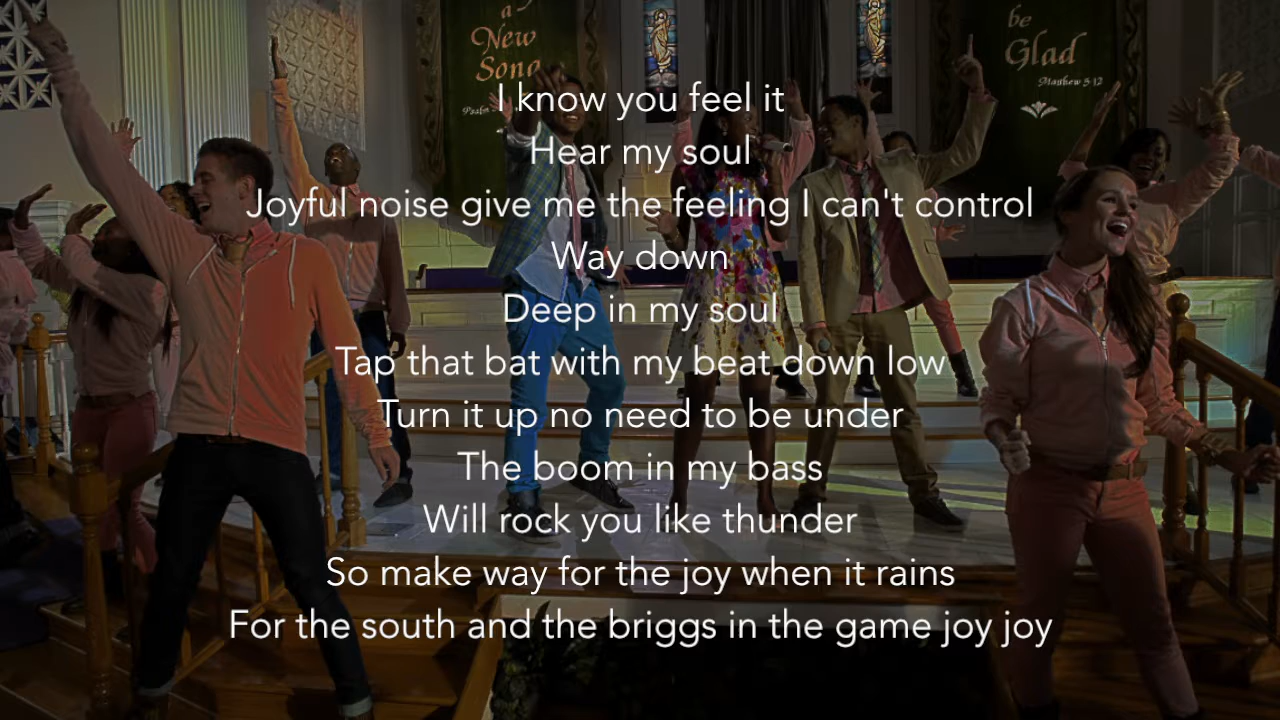 a
New
Song
be
Glad
Matthew 5:12
I know you feel it
Hear my soul
Joyful noise give me the feeling I can't control
Way down
Deep in my soul
Tap that bat with my beat down low
Turn it up no need to be under
The boom in my bass
Will rock you like thunder
So make way for the joy when it rains
For the south and the briggs in the game joy joy